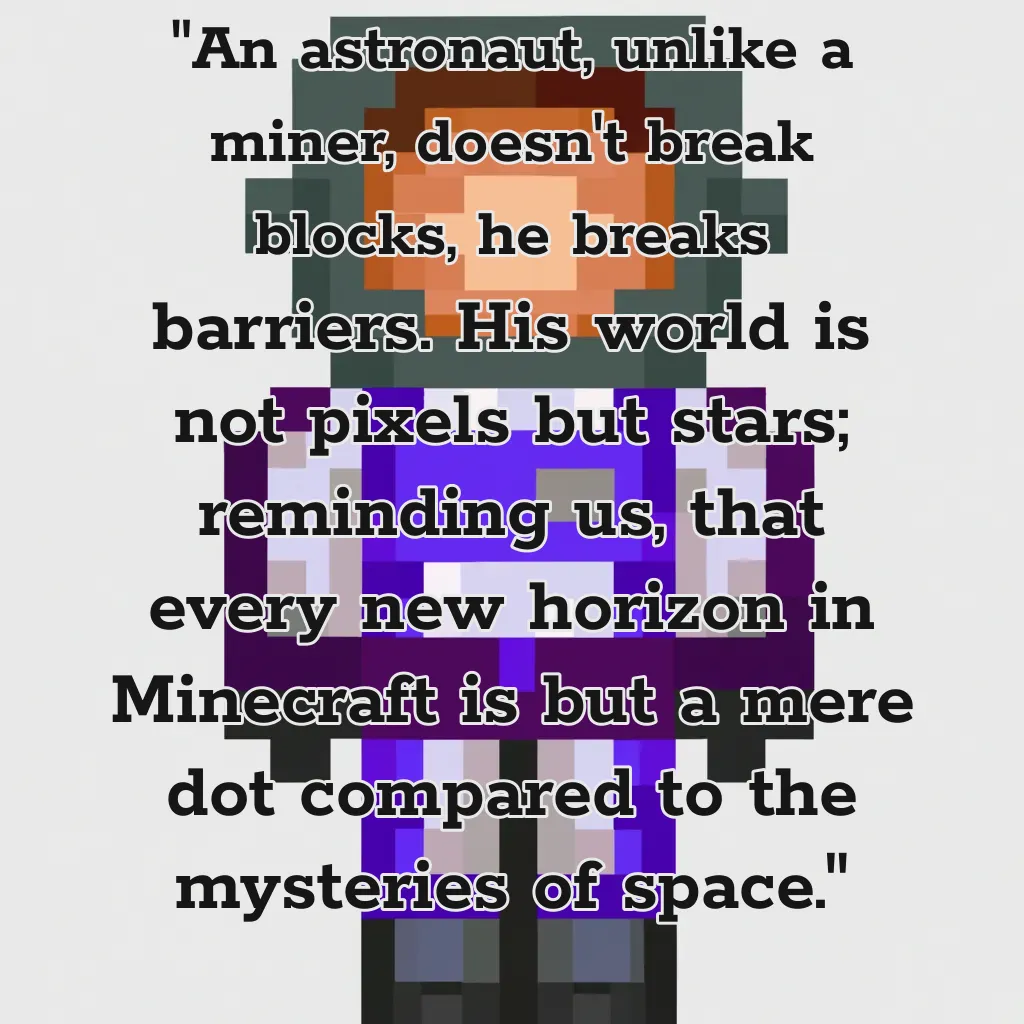 "An astronaut, unlike a
miner, doesn't break
blocks, he breaks
barriers. His world is
not pixels but stars;
reminding us, that
every new horizon in
Minecraft is but a mere
dot compared to the
mysteries of space."